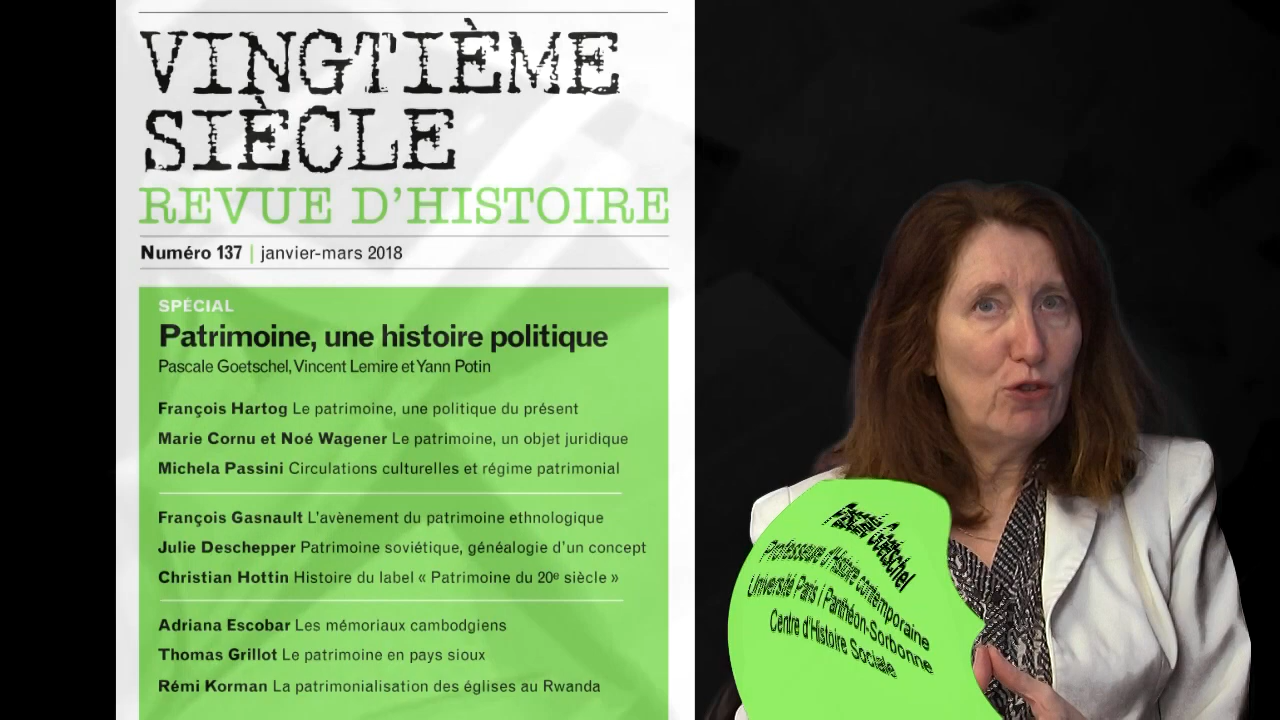 VINGTIÈME
SIÈCLE
REVUE D'HISTOIRE
Numéro 137 | janvier-mars 2018
SPÉCIAL
Patrimoine, une histoire politique
Pascale Goetschel, Vincent Lemire et Yann Potin
François Hartog Le patrimoine, une politique du présent
Marie Cornu et Noé Wagener Le patrimoine, un objet juridique
Michela Passini Circulations culturelles et régime patrimonial
François Gasnault L'avènement du patrimoine ethnologique
Julie Deschepper Patrimoine soviétique, généalogie d'un concept
Christian Hottin Histoire du label « Patrimoine du 20e siècle »
Adriana Escobar Les mémoriaux cambodgiens
Thomas Grillot Le patrimoine en pays sioux
Rémi Korman La patrimonialisation des églises au Rwanda
Goetschel
Professeure d'Histoire contemporaine
Université Paris i Panthéon-Sorbonne
Centre d'Histoire Sociale